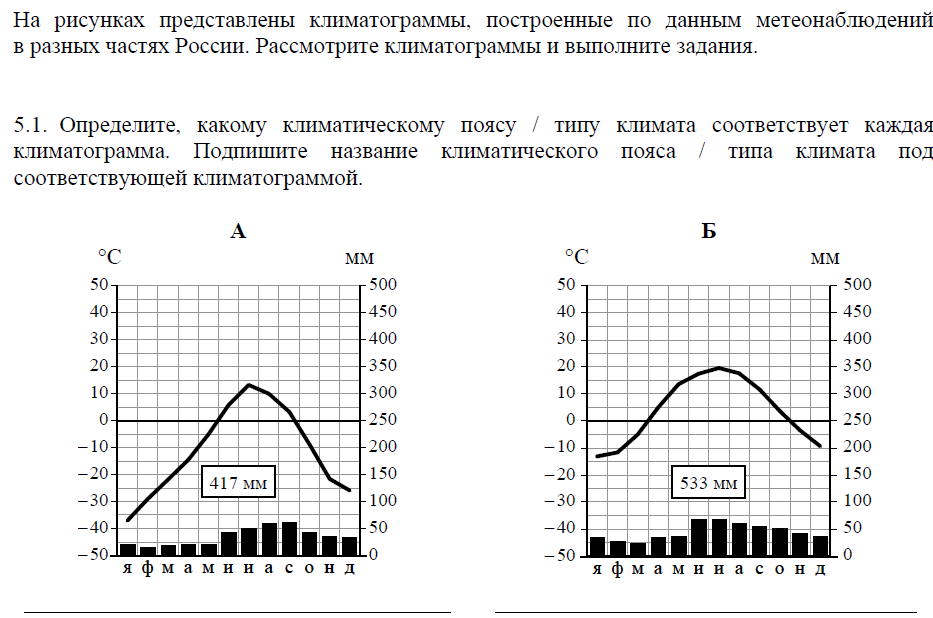 На рисунках представлены климатограммы, построенные по данным метеонаблюдений
в разных частях России. Рассмотрите климатограммы и выполните задания.
5.1. Определите, какому климатическому поясу / типу климата соответствует каждая
климатограмма. Подпишите название климатического пояса / типа климата под
соответствующей климатограммой.
А
°С мм
50 500
40 450
30 400
20 350
10 300
0 250
−10 200
−20 150
−30 100
−40 50
−50 0
417 мм
я ф м а м и и а с о н д
Б
°С мм
50 500
40 450
30 400
20 350
10 300
0 250
−10 200
−20 150
−30 100
−40 50
−50 0
533 мм
я ф м а м и и а с о н д